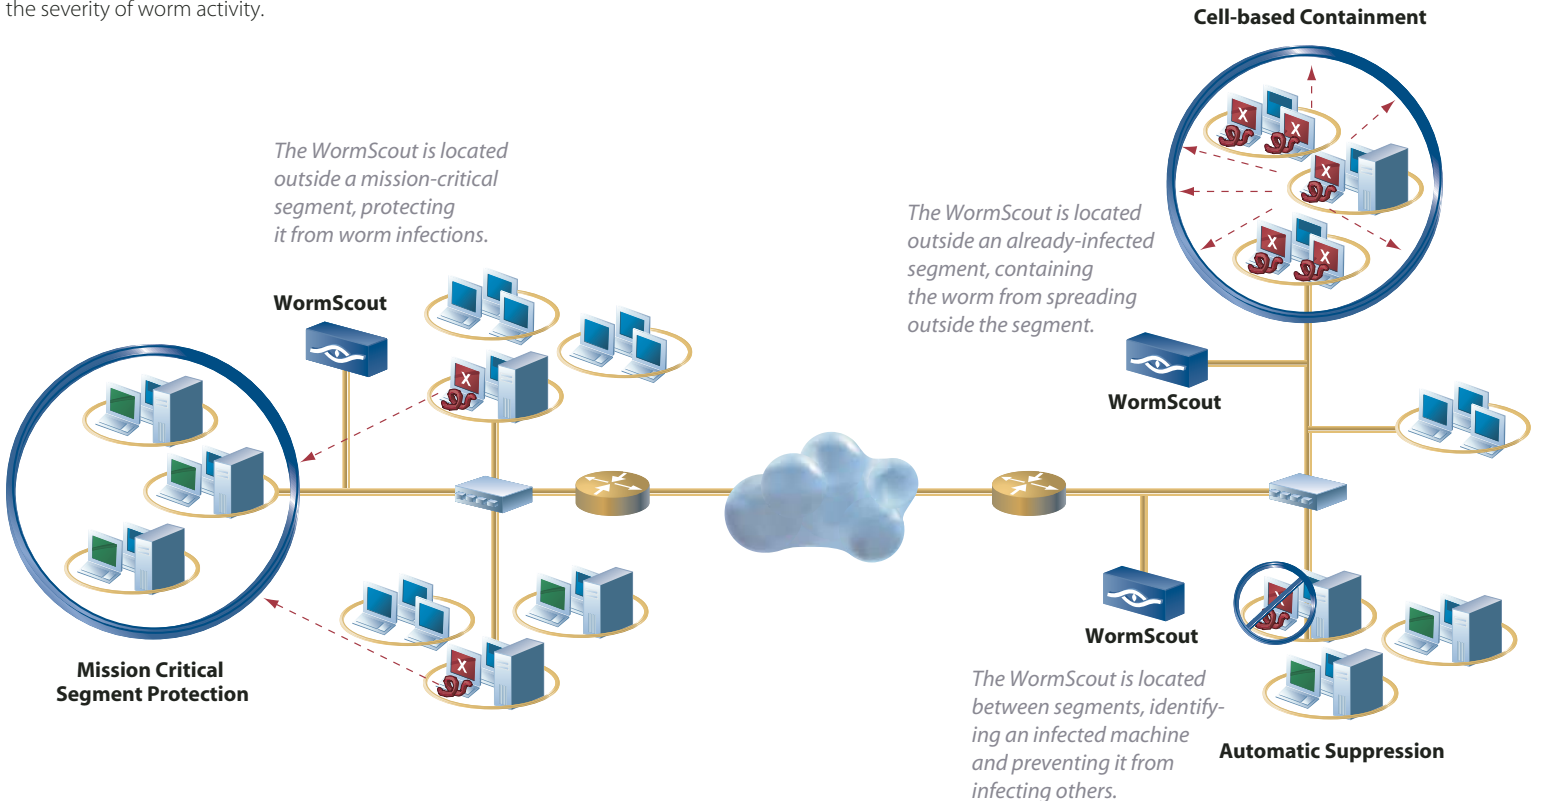 the severity of worm activity.
Cell-based Containment
The WormScout is located
outside a mission-critical
segment, protecting
it from worm infections.
The WormScout is located
outside an already-infected
segment, containing
the worm from spreading
outside the segment.
WormScout
WormScout
X
X
X
X
X
X
X
X
WormScout
Mission Critical
Segment Protection
The WormScout is located
between segments, identify-
ing an infected machine
and preventing it from
infecting others.
Automatic Suppression